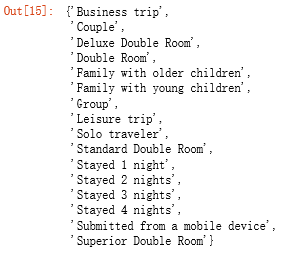 Out[15]: {'Business trip',
'Couple',
'Deluxe Double Room',
'Double Room',
'Family with older children',
'Family with young children',
'Group',
'Leisure trip',
'Solo traveler',
'Standard Double Room',
'Stayed 1 night',
'Stayed 2 nights',
'Stayed 3 nights',
'Stayed 4 nights',
'Submitted from a mobile device',
'Superior Double Room'}